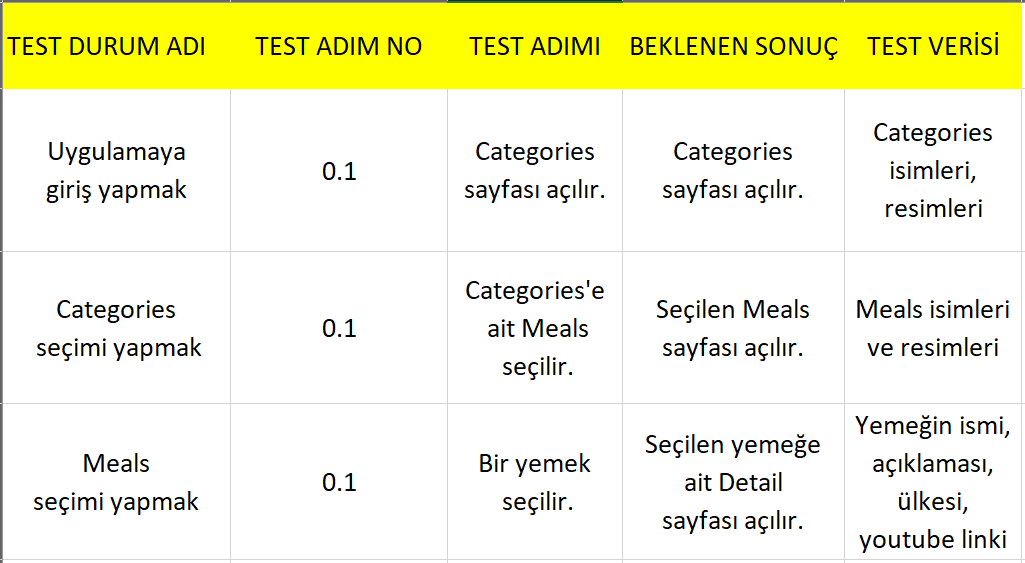 TEST DURUM ADI TEST ADIM NO TEST ADIMI BEKLENEN SONUÇ TEST VERİSİ
Uygulamaya
giriş yapmak
0.1
Categories
sayfası açılır.
Categories
sayfası açılır.
Categories
isimleri,
resimleri
Categories
seçimi yapmak
0.1
Categories'e
ait Meals
seçilir.
Seçilen Meals
sayfası açılır.
Meals isimleri
ve resimleri
Meals
seçimi yapmak
0.1
Bir yemek
seçilir.
Seçilen yemeğe
ait Detail
sayfası açılır.
Yemeğin ismi,
açıklaması,
ülkesi,
youtube linki